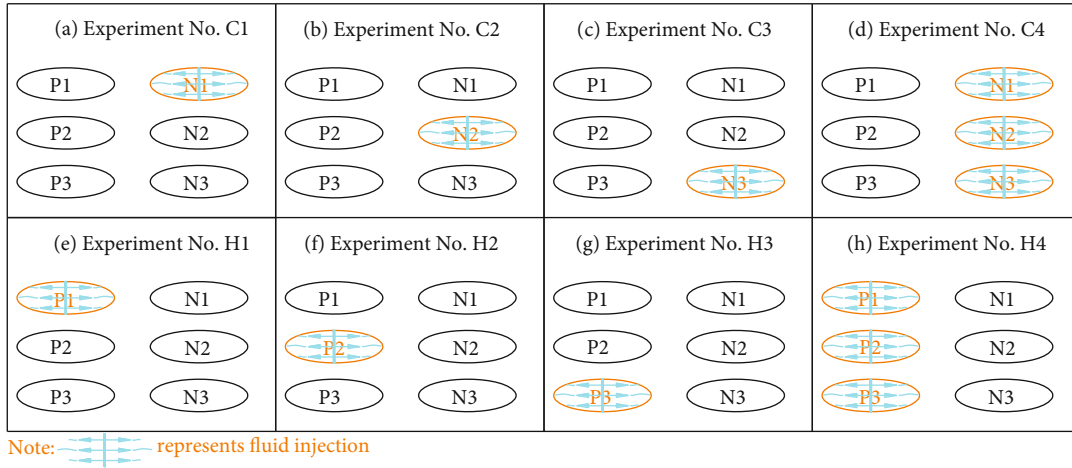 (a) Experiment No. C1
P1 N1
P2 N2
P3 N3
(b) Experiment No. C2
P1 N1
P2 N2
P3 N3
(c) Experiment No. C3
P1 N1
P2 N2
P3 N3
(d) Experiment No. C4
P1 N1
P2 N2
P3 N3
(e) Experiment No. H1
P1 N1
P2 N2
P3 N3
(f) Experiment No. H2
P1 N1
P2 N2
P3 N3
(g) Experiment No. H3
P1 N1
P2 N2
P3 N3
(h) Experiment No. H4
P1 N1
P2 N2
P3 N3
Note: represents fluid injection